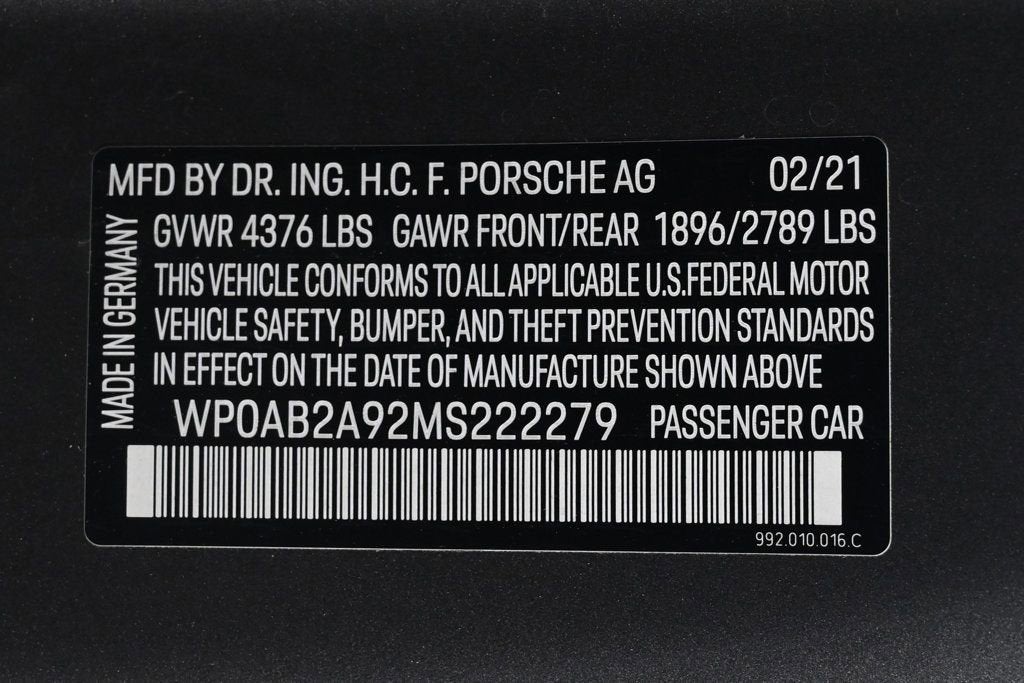 MFD BY DR. ING. H.C. F. PORSCHE AG 02/21
GVWR 4376 LBS GAWR FRONT/REAR 1896/2789 LBS
THIS VEHICLE CONFORMS TO ALL APPLICABLE U.S.FEDERAL MOTOR
VEHICLE SAFETY, BUMPER, AND THEFT PREVENTION STANDARDS
IN EFFECT ON THE DATE OF MANUFACTURE SHOWN ABOVE
WP0AB2A92MS222279 PASSENGER CAR
992.010.016.C
MADE IN GERMANY